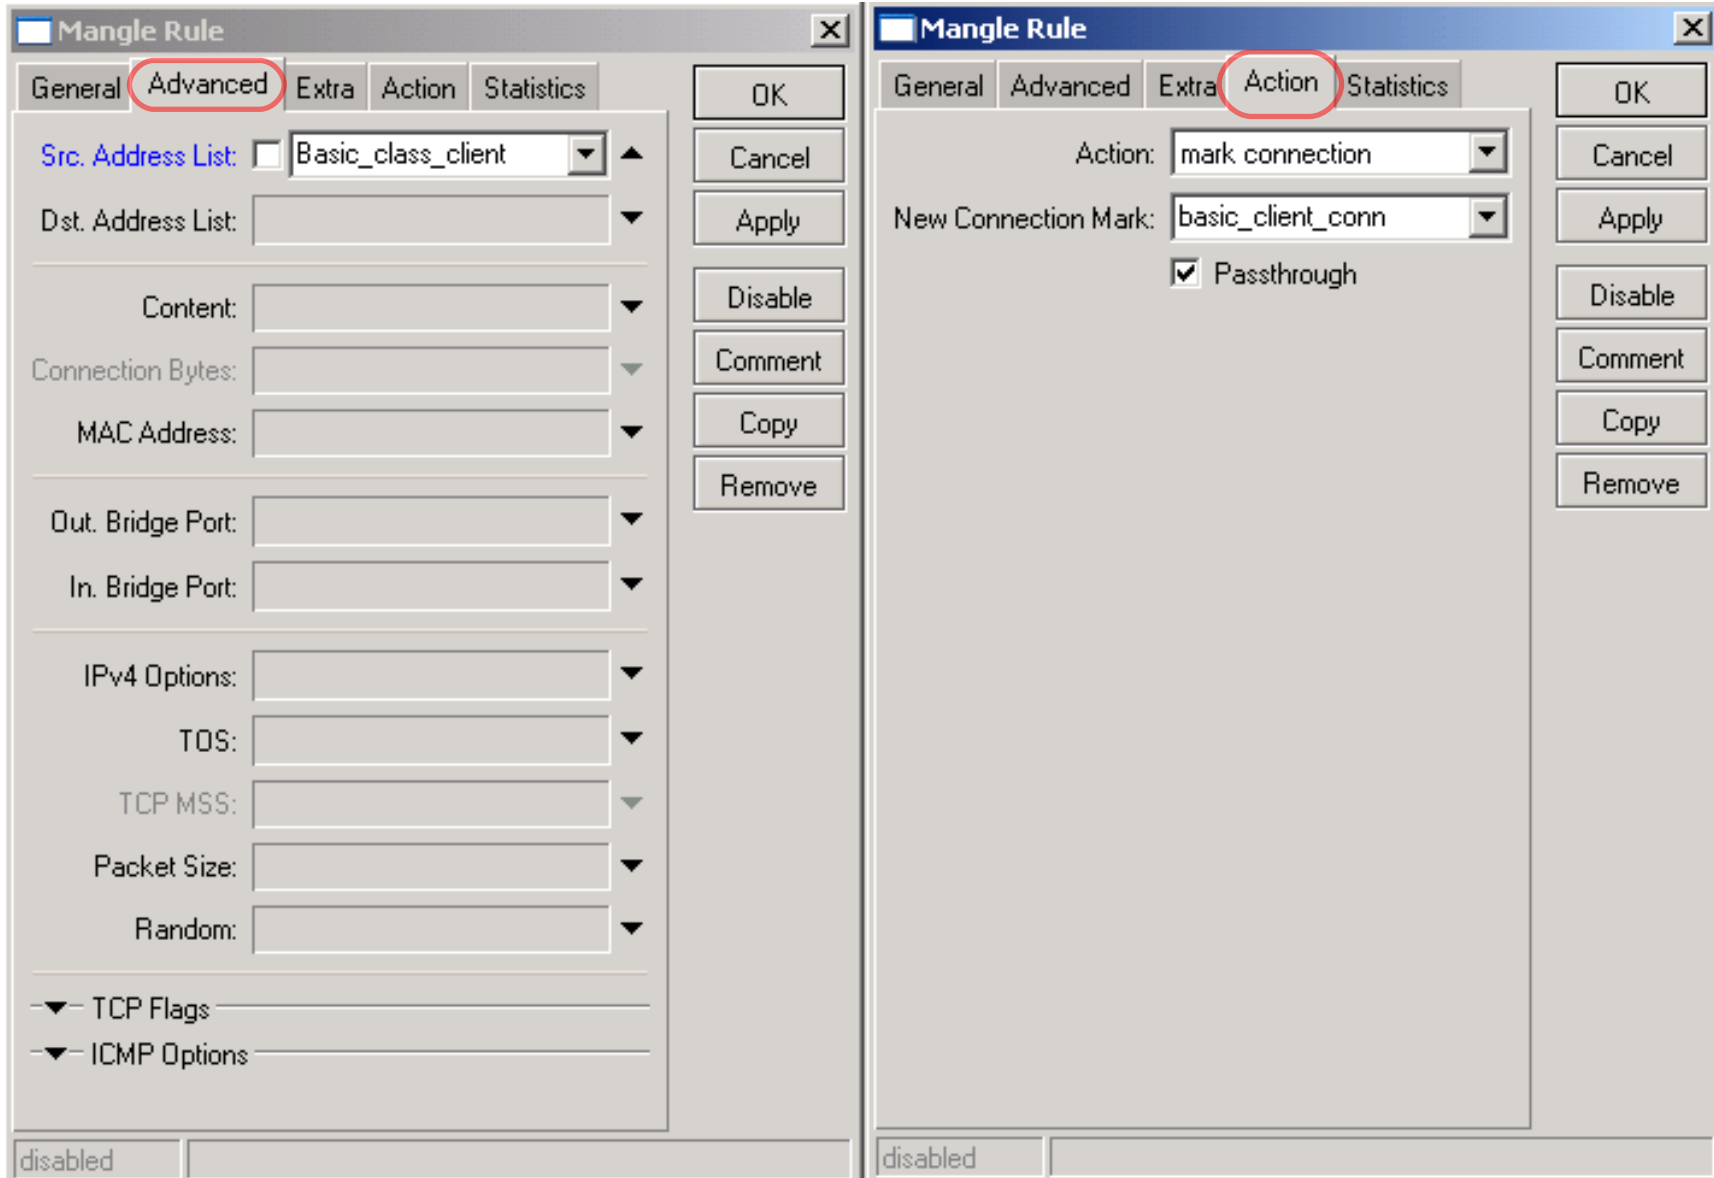 Mangle Rule
General Advanced Extra Action Statistics
Src. Address List: Basic_class_client
Dst. Address List:
Content:
Connection Bytes:
MAC Address:
Out. Bridge Port:
In. Bridge Port:
IPv4 Options:
TOS:
TCP MSS:
Packet Size:
Random:
TCP Flags
ICMP Options
OK
Cancel
Apply
Disable
Comment
Copy
Remove
disabled
Mangle Rule
General Advanced Extra Action Statistics
Action: mark connection
New Connection Mark: basic_client_conn
Passthrough
OK
Cancel
Apply
Disable
Comment
Copy
Remove
disabled